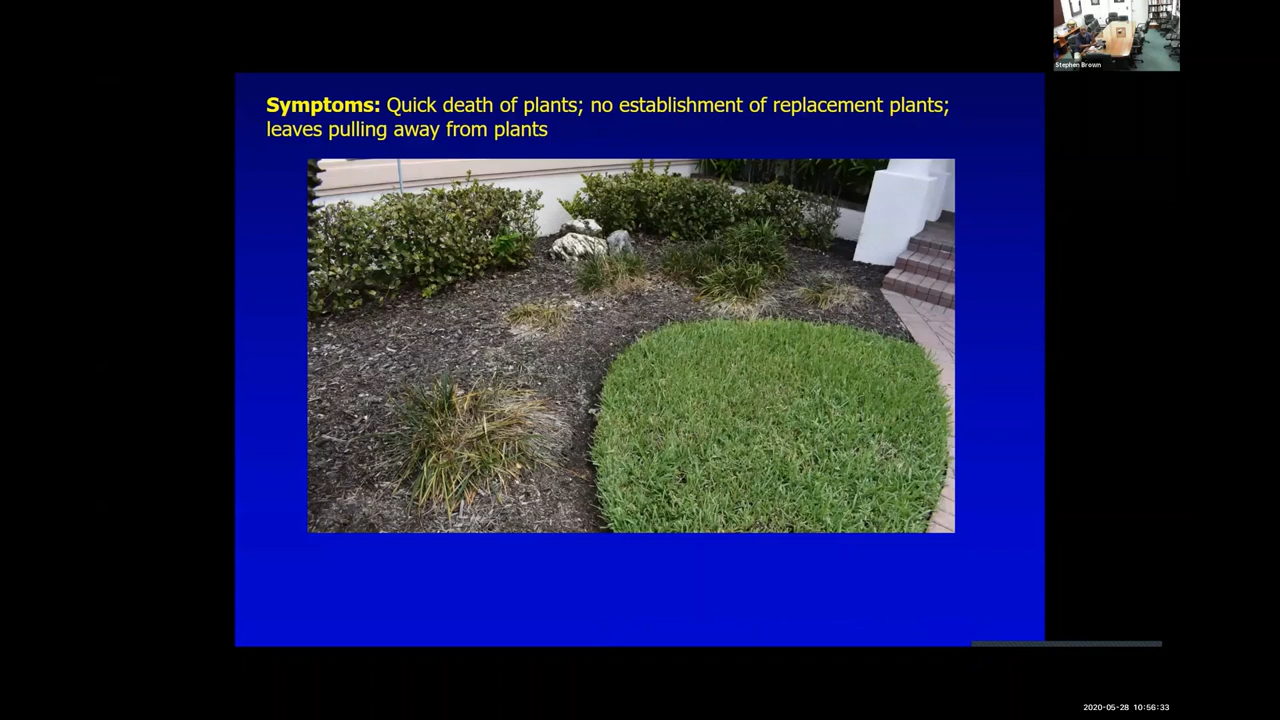 Stephen Brown
Symptoms: Quick death of plants; no establishment of replacement plants;
leaves pulling away from plants
2020-05-28 10:56:33